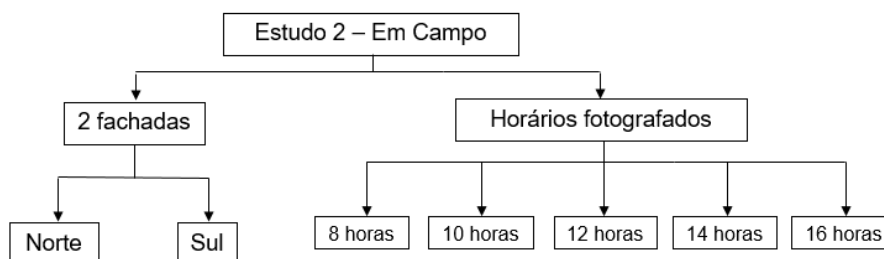 Estudo 2 – Em Campo
2 fachadas
Horários fotografados
Norte
Sul
8 horas
10 horas
12 horas
14 horas
16 horas